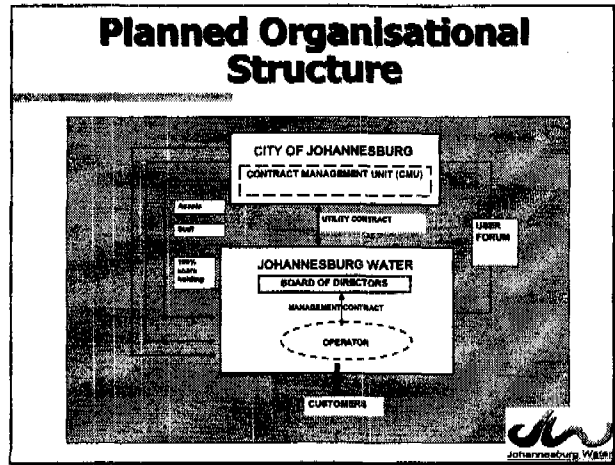 Planned Organisational
Structure
CITY OF JOHANNESBURG
CONTRACT MANAGEMENT UNIT (CMU)
Assets
Staff
100%
share
holding
UTILITY CONTRACT
USER
FORUM
JOHANNESBURG WATER
BOARD OF DIRECTORS
MANAGEMENT CONTRACT
OPERATOR
CUSTOMERS
Johannesburg Water